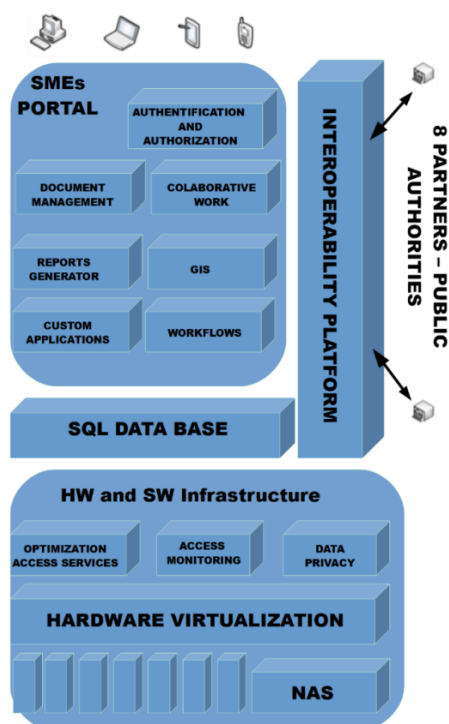 SMEs
PORTAL
AUTHENTIFICATION
AND
AUTHORIZATION
DOCUMENT
MANAGEMENT
COLABORATIVE
WORK
REPORTS
GENERATOR
GIS
CUSTOM
APPLICATIONS
WORKFLOWS
INTEROPERABILITY PLATFORM
8 PARTNERS – PUBLIC
AUTHORITIES
SQL DATA BASE
HW and SW Infrastructure
OPTIMIZATION
ACCESS SERVICES
ACCESS
MONITORING
DATA
PRIVACY
HARDWARE VIRTUALIZATION
NAS